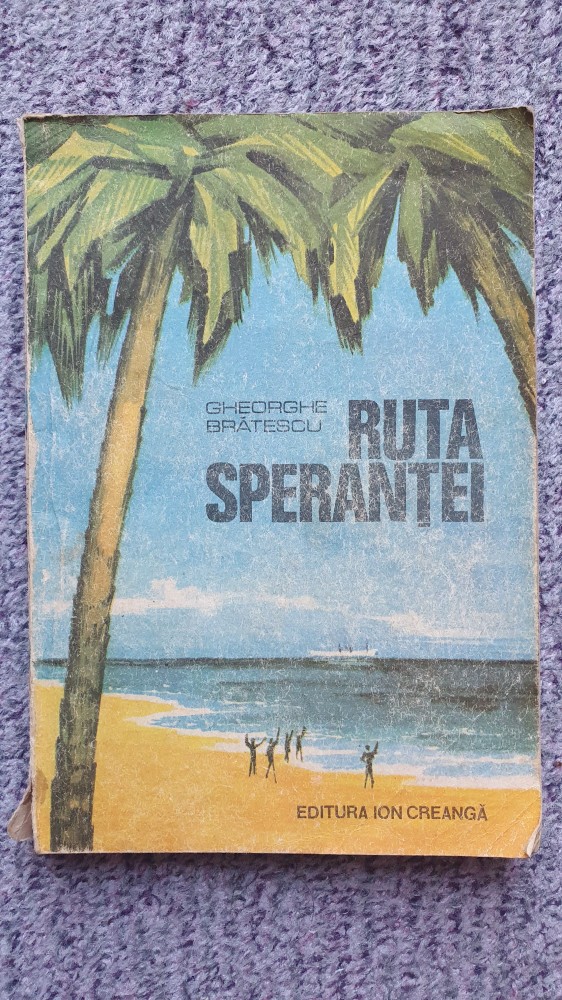 GHEORGHE
BRĂTESCU
RUTA
SPERANȚEI
EDITURA ION CREANGĂ